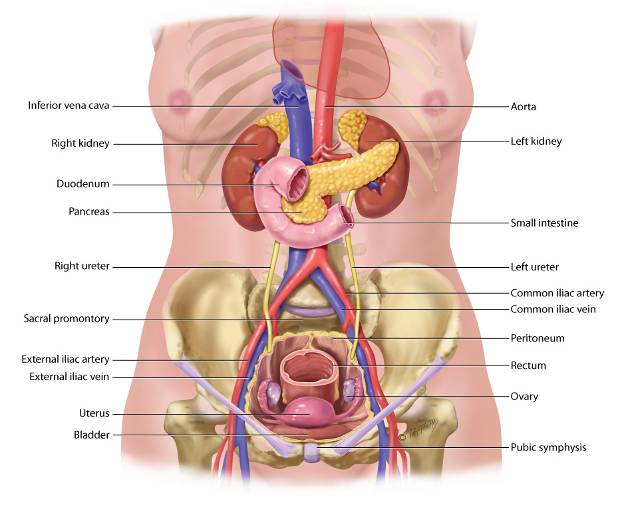 Inferior vena cava
Right kidney
Duodenum
Pancreas
Right ureter
Sacral promontory
External iliac artery
External iliac vein
Uterus
Bladder
Aorta
Left kidney
Small intestine
Left ureter
Common iliac artery
Common iliac vein
Peritoneum
Rectum
Ovary
Pubic symphysis